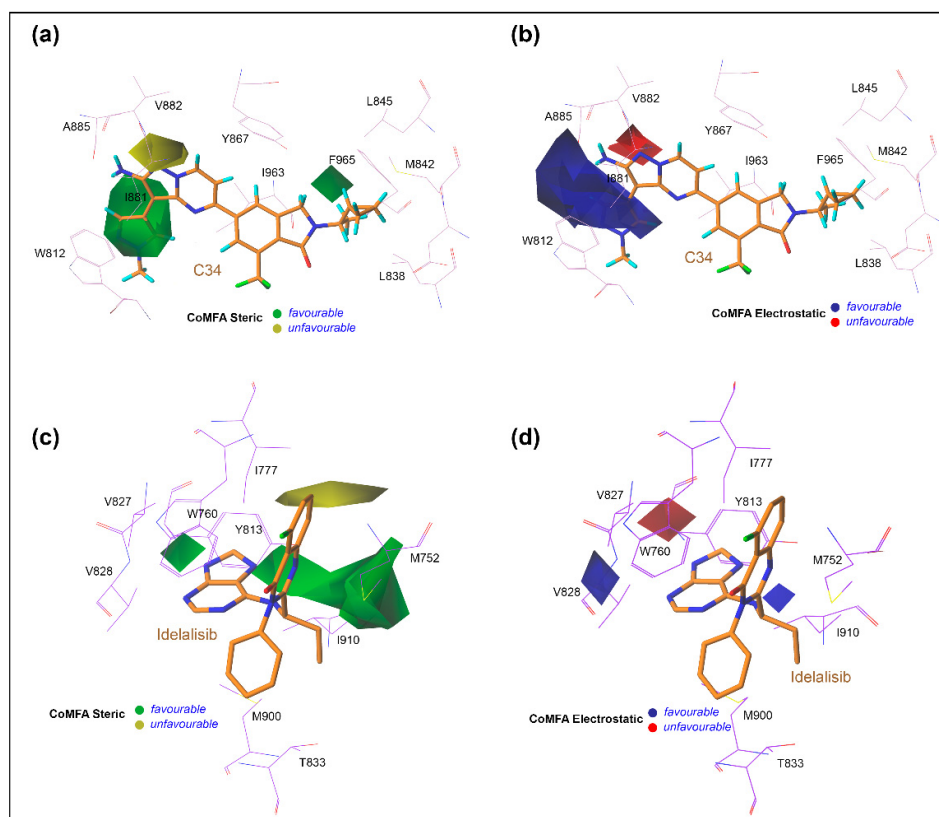 (a)
V882
A885
Y867
L845
I963
F965
M842
I881
W812
C34
L838
CoMFA Steric
favourable
unfavourable
(b)
V882
A885
Y867
L845
I963
F965
M842
I881
W812
C34
L838
CoMFA Electrostatic
favourable
unfavourable
(c)
I777
V827
W760
Y813
V828
M752
I910
Idelalisib
CoMFA Steric
favourable
unfavourable
M900
T833
(d)
I777
V827
Y813
W760
M752
V828
I910
Idelalisib
CoMFA Electrostatic
favourable
unfavourable
M900
T833